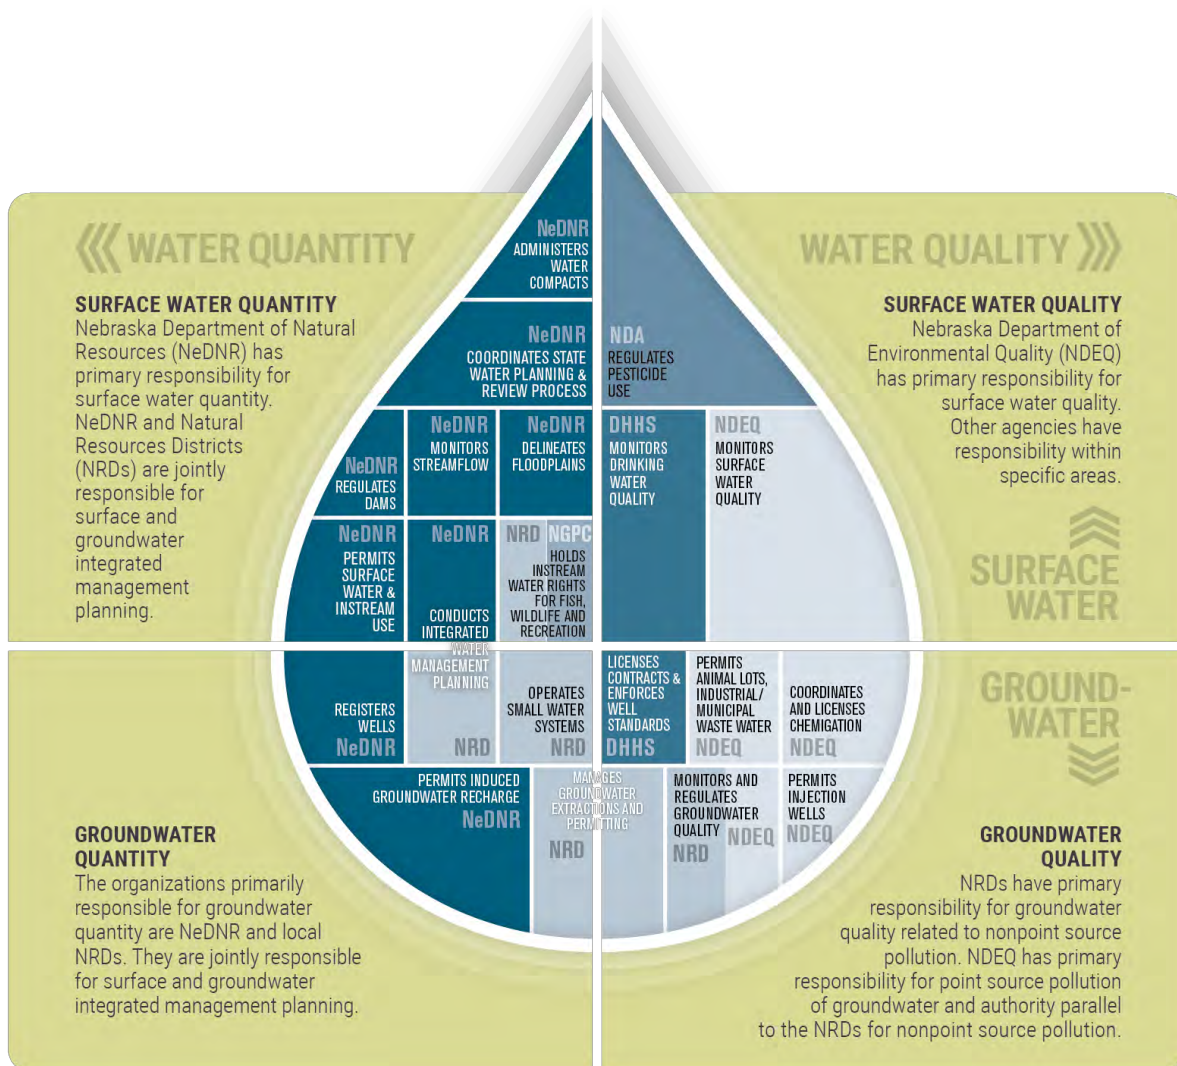 WATER QUANTITY
SURFACE WATER QUANTITY
Nebraska Department of Natural
Resources (NeDNR) has
primary responsibility for
surface water quantity.
NeDNR and Natural
Resources Districts
(NRDs) are jointly
responsible for
surface and
groundwater
integrated
management
planning.
NeDNR
ADMINISTERS
WATER
COMPACTS
NeDNR
COORDINATES STATE
WATER PLANNING &
REVIEW PROCESS
NeDNR
REGULATES
DAMS
NeDNR
MONITORS
STREAMFLOW
NeDNR
DELINEATES
FLOODPLAINS
NeDNR
PERMITS
SURFACE
WATER &
INSTREAM
USE
NeDNR
CONDUCTS
INTEGRATED
WATER
MANAGEMENT
PLANNING
NRD
NRD NGPC
HOLDS
INSTREAM
WATER RIGHTS
FOR FISH,
WILDLIFE AND
RECREATION
WATER QUALITY
SURFACE WATER QUALITY
Nebraska Department of
Environmental Quality (NDEQ)
has primary responsibility for
surface water quality.
Other agencies have
responsibility within
specific areas.
SURFACE
WATER
NDA
REGULATES
PESTICIDE
USE
DHHS
MONITORS
DRINKING
WATER
QUALITY
NDEQ
MONITORS
SURFACE
WATER
QUALITY
REGISTERS
WELLS
NeDNR
OPERATES
SMALL WATER
SYSTEMS
NRD
PERMITS INDUCED
GROUNDWATER RECHARGE
NeDNR
MANAGES
GROUNDWATER
EXTRACTIONS AND
PERMITTING
NRD
GROUNDWATER
QUANTITY
The organizations primarily
responsible for groundwater
quantity are NeDNR and local
NRDs. They are jointly responsible
for surface and groundwater
integrated management planning.
LICENSES
CONTRACTS &
ENFORCES
WELL
STANDARDS
DHHS
PERMITS
ANIMAL LOTS,
INDUSTRIAL/
MUNICIPAL
WASTE WATER
NDEQ
COORDINATES
AND LICENSES
CHEMIGATION
NDEQ
MONITORS AND
REGULATES
GROUNDWATER
QUALITY
NRD NDEQ
PERMITS
INJECTION
WELLS
NDEQ
GROUND-
WATER
GROUNDWATER
QUALITY
NRDs have primary
responsibility for groundwater
quality related to nonpoint source
pollution. NDEQ has primary
responsibility for point source pollution
of groundwater and authority parallel
to the NRDs for nonpoint source pollution.